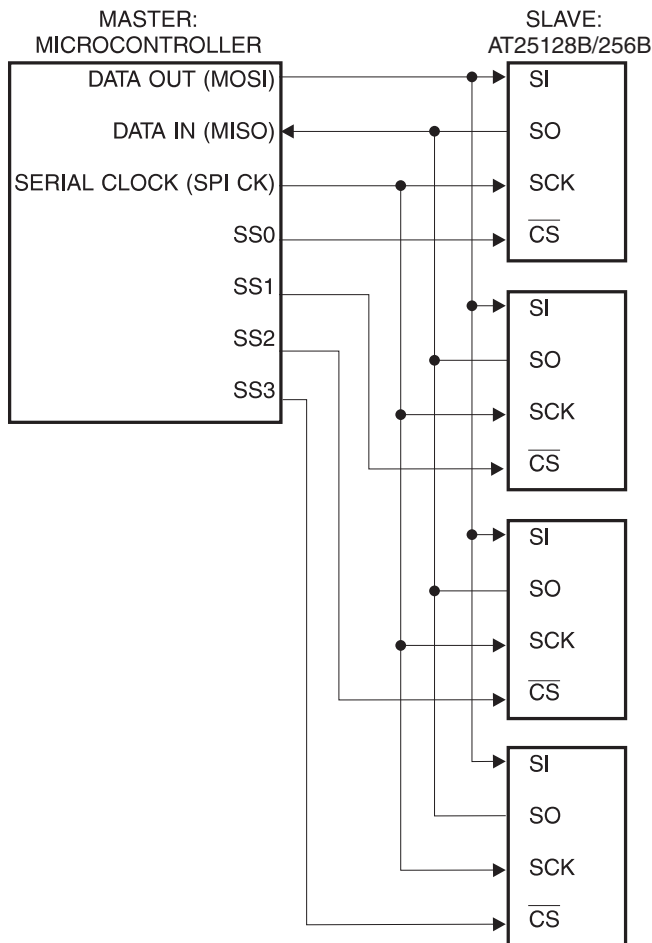 MASTER:
MICROCONTROLLER
DATA OUT (MOSI)
DATA IN (MISO)
SERIAL CLOCK (SPI CK)
SS0
SS1
SS2
SS3
SLAVE:
AT25128B/256B
SI
SO
SCK
CS
SI
SO
SCK
CS
SI
SO
SCK
CS
SI
SO
SCK
CS